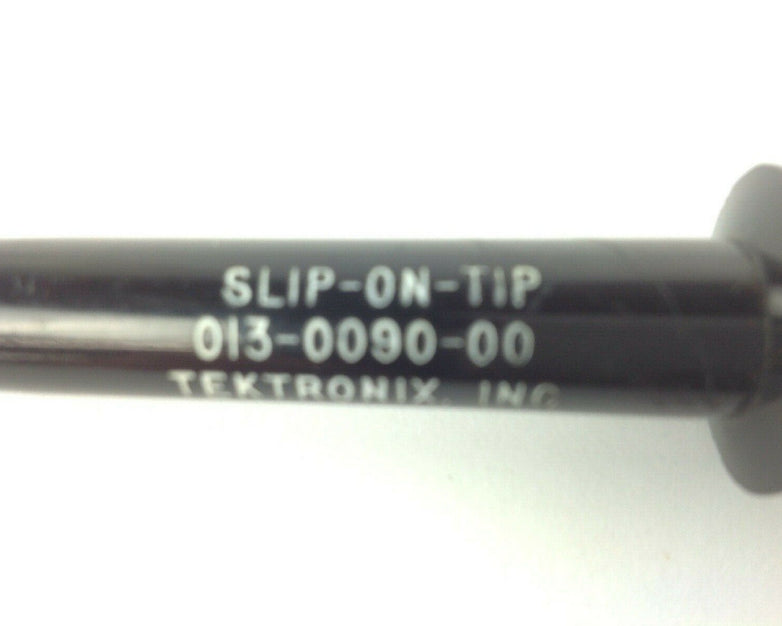 SLIP-ON-TIP
013-0090-00
TEKTRONIX, INC